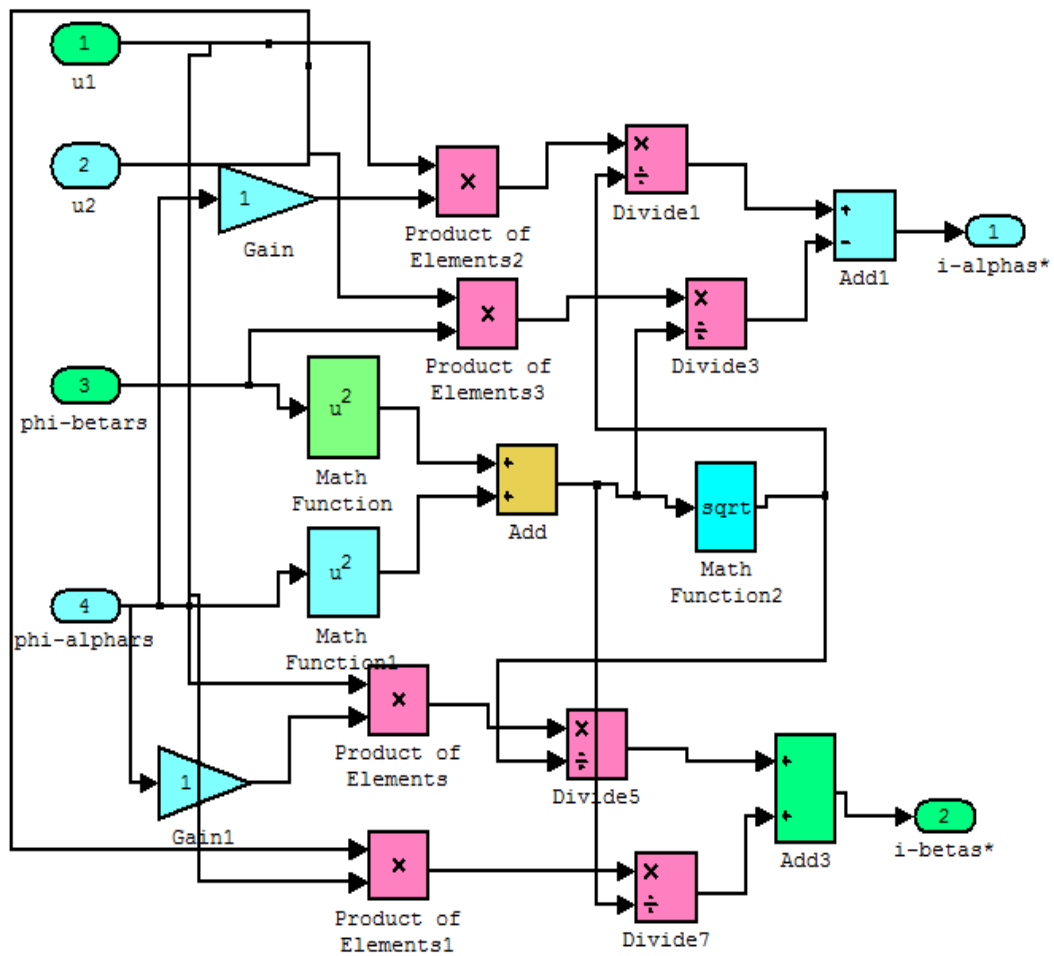 1
u1
2
u2
1
Gain
×
Product of
Elements2
×
÷
Divide1
+
-
Add1
1
i-alphas*
×
Product of
Elements3
×
÷
Divide3
3
phi-betars
u²
Math
Function
+
+
Add
sqrt
Math
Function2
u²
Math
Function1
4
phi-alphars
×
Product of
Elements
×
÷
Divide5
1
Gain1
+
+
Add3
2
i-betas*
×
Product of
Elements1
×
÷
Divide7